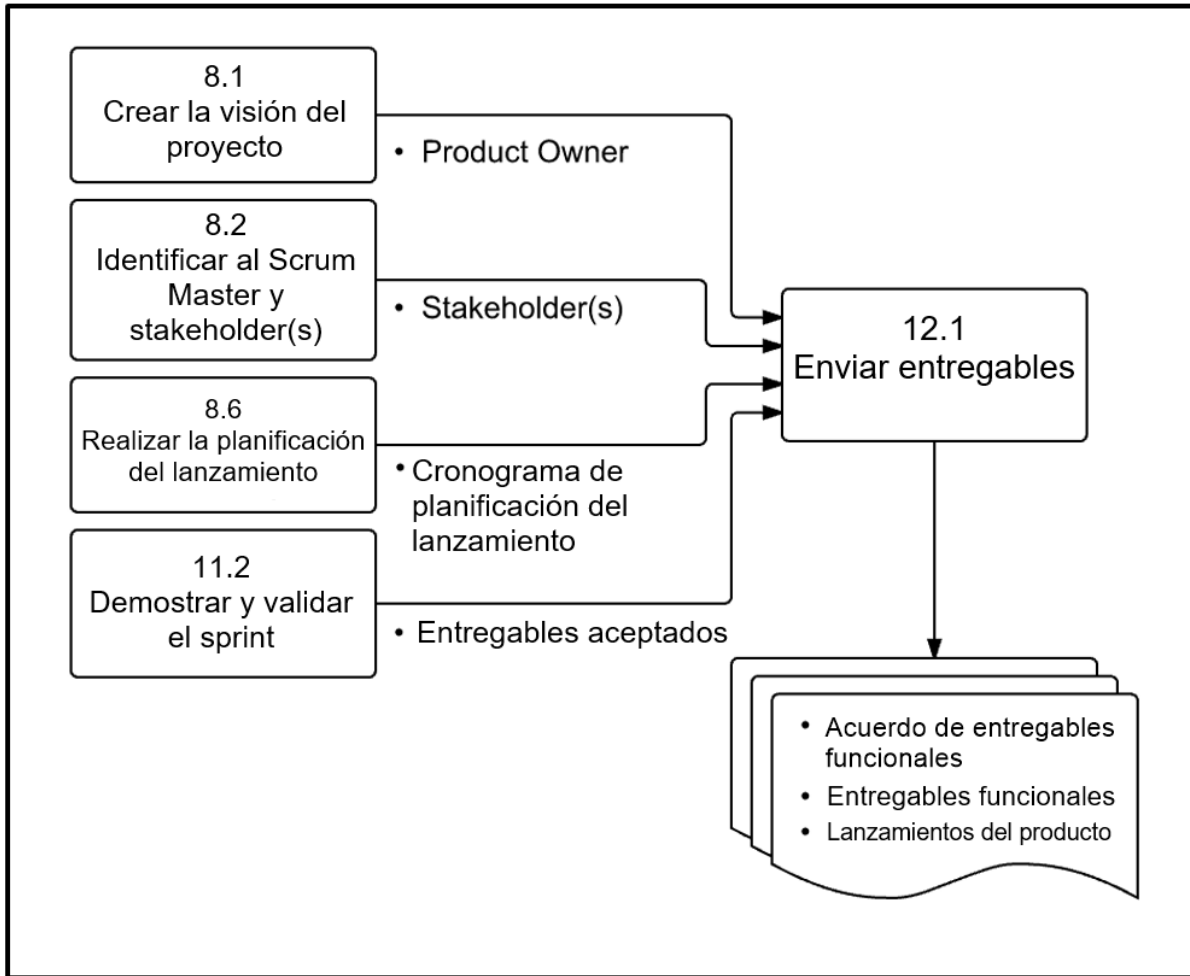 8.1
Crear la visión del
proyecto
• Product Owner
8.2
Identificar al Scrum
Master y
stakeholder(s)
• Stakeholder(s)
8.6
Realizar la planificación
del lanzamiento
• Cronograma de
planificación del
lanzamiento
11.2
Demostrar y validar
el sprint
• Entregables aceptados
12.1
Enviar entregables
• Acuerdo de entregables
funcionales
• Entregables funcionales
• Lanzamientos del producto